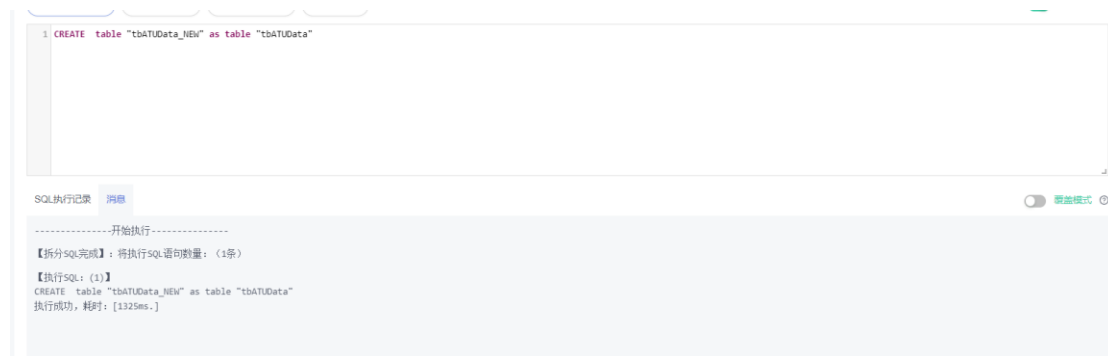 1 CREATE  table "tbATUData_NEW" as table "tbATUData"
SQL执行记录 消息 覆盖模式
---------------开始执行---------------
【拆分SQL完成】：将执行SQL语句数量：（1条）
【执行SQL：(1)】
CREATE  table "tbATUData_NEW" as table "tbATUData"
执行成功，耗时：[1325ms.]